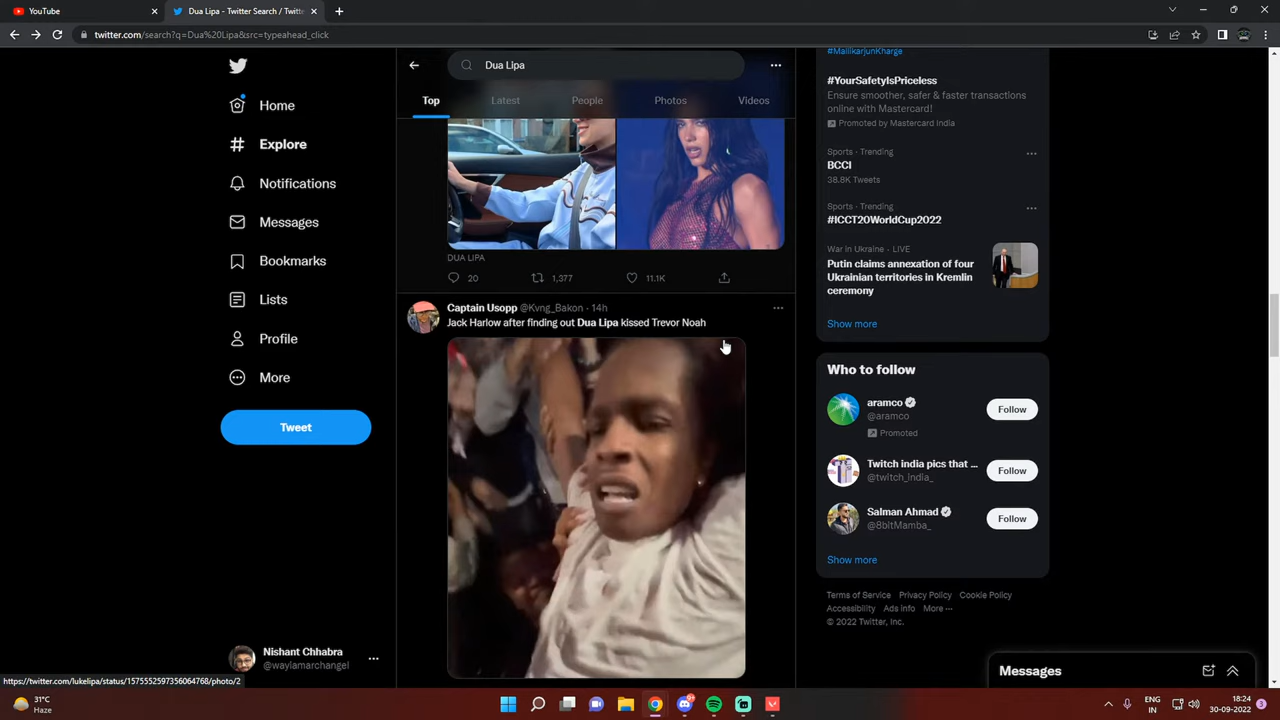 YouTube
Dua Lipa - Twitter Search / Twitte
twitter.com/search?q=Dua%20Lipa&src=typeahead_click
Home
Explore
Notifications
Messages
Bookmarks
Lists
Profile
More
Tweet
Nishant Chhabra
@waylamarchangel
https://twitter.com/lukelipa/status/1575552597356064768/photo/2
Dua Lipa
Top
Latest
People
Photos
Videos
DUA LIPA
20
1,377
11.1K
Captain Usopp @Kvng_Bakon · 14h
Jack Harlow after finding out Dua Lipa kissed Trevor Noah
#MallikarjunKharge
#YourSafetyIsPriceless
Ensure smoother, safer & faster transactions
online with Mastercard!
Promoted by Mastercard India
Sports · Trending
BCCI
38.8K Tweets
Sports · Trending
#ICCT20WorldCup2022
War in Ukraine · LIVE
Putin claims annexation of four
Ukrainian territories in Kremlin
ceremony
Show more
Who to follow
aramco
@aramco
Promoted
Follow
Twitch india pics that ...
@twitch_india_
Follow
Salman Ahmad
@8bitMamba_
Follow
Show more
Terms of Service Privacy Policy Cookie Policy
Accessibility Ads info More ···
© 2022 Twitter, Inc.
Messages
31°C
Haze
9+
ENG
IN
18:24
30-09-2022
3